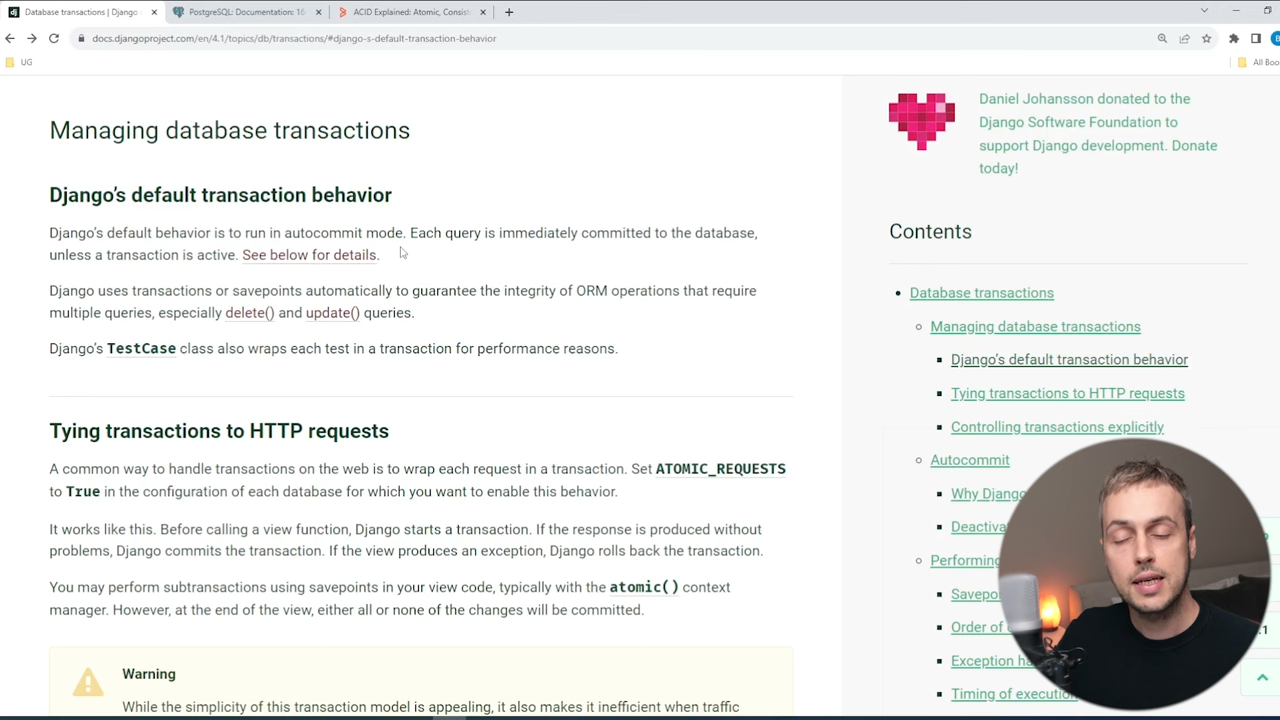 Database transactions | Django
PostgreSQL: Documentation: 16
ACID Explained: Atomic, Consist
docs.djangoproject.com/en/4.1/topics/db/transactions/#django-s-default-transaction-behavior
UG
All Boo
Managing database transactions
Django's default transaction behavior
Django's default behavior is to run in autocommit mode. Each query is immediately committed to the database,
unless a transaction is active. See below for details.
Django uses transactions or savepoints automatically to guarantee the integrity of ORM operations that require
multiple queries, especially delete() and update() queries.
Django's TestCase class also wraps each test in a transaction for performance reasons.
Tying transactions to HTTP requests
A common way to handle transactions on the web is to wrap each request in a transaction. Set ATOMIC_REQUESTS
to True in the configuration of each database for which you want to enable this behavior.
It works like this. Before calling a view function, Django starts a transaction. If the response is produced without
problems, Django commits the transaction. If the view produces an exception, Django rolls back the transaction.
You may perform subtransactions using savepoints in your view code, typically with the atomic() context
manager. However, at the end of the view, either all or none of the changes will be committed.
Warning
While the simplicity of this transaction model is appealing, it also makes it inefficient when traffic
Daniel Johansson donated to the
Django Software Foundation to
support Django development. Donate
today!
Contents
Database transactions
Managing database transactions
Django's default transaction behavior
Tying transactions to HTTP requests
Controlling transactions explicitly
Autocommit
Why Django
Deactiva
Performing
Savepoi
Order of
Exception ha
Timing of execution
.1